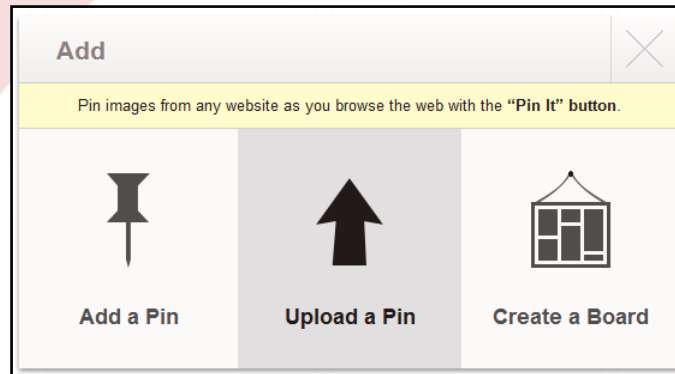 Add
Pin images from any website as you browse the web with the “Pin It” button.
Add a Pin
Upload a Pin
Create a Board